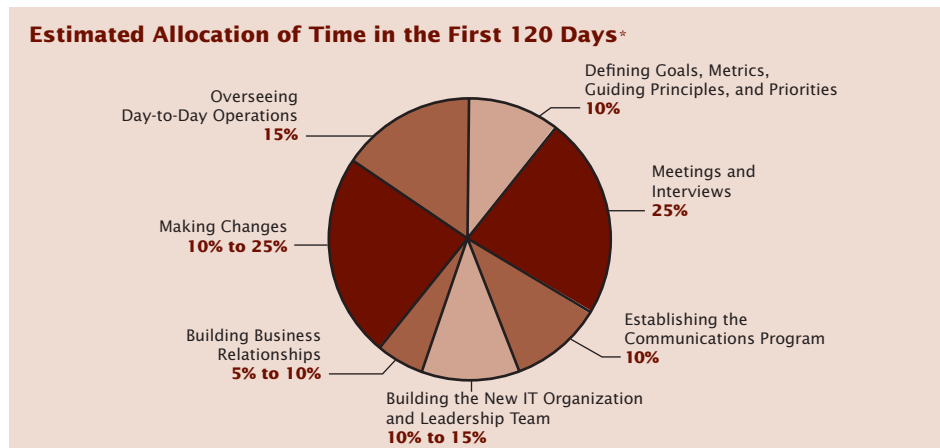 Estimated Allocation of Time in the First 120 Days*
Defining Goals, Metrics,
Guiding Principles, and Priorities
10%
Meetings and
Interviews
25%
Establishing the
Communications Program
10%
Building the New IT Organization
and Leadership Team
10% to 15%
Building Business
Relationships
5% to 10%
Making Changes
10% to 25%
Overseeing
Day-to-Day Operations
15%